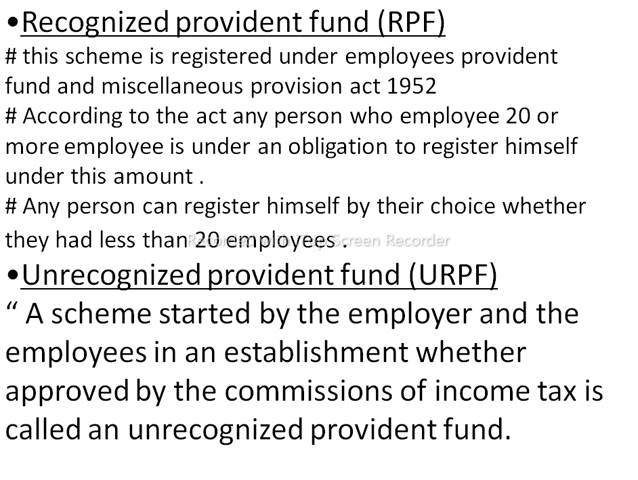 •Recognized provident fund (RPF)
# this scheme is registered under employees provident
fund and miscellaneous provision act 1952
# According to the act any person who employee 20 or
more employee is under an obligation to register himself
under this amount .
# Any person can register himself by their choice whether
they had less than 20 employees .
Screen Recorder
•Unrecognized provident fund (URPF)
“ A scheme started by the employer and the
employees in an establishment whether
approved by the commissions of income tax is
called an unrecognized provident fund.